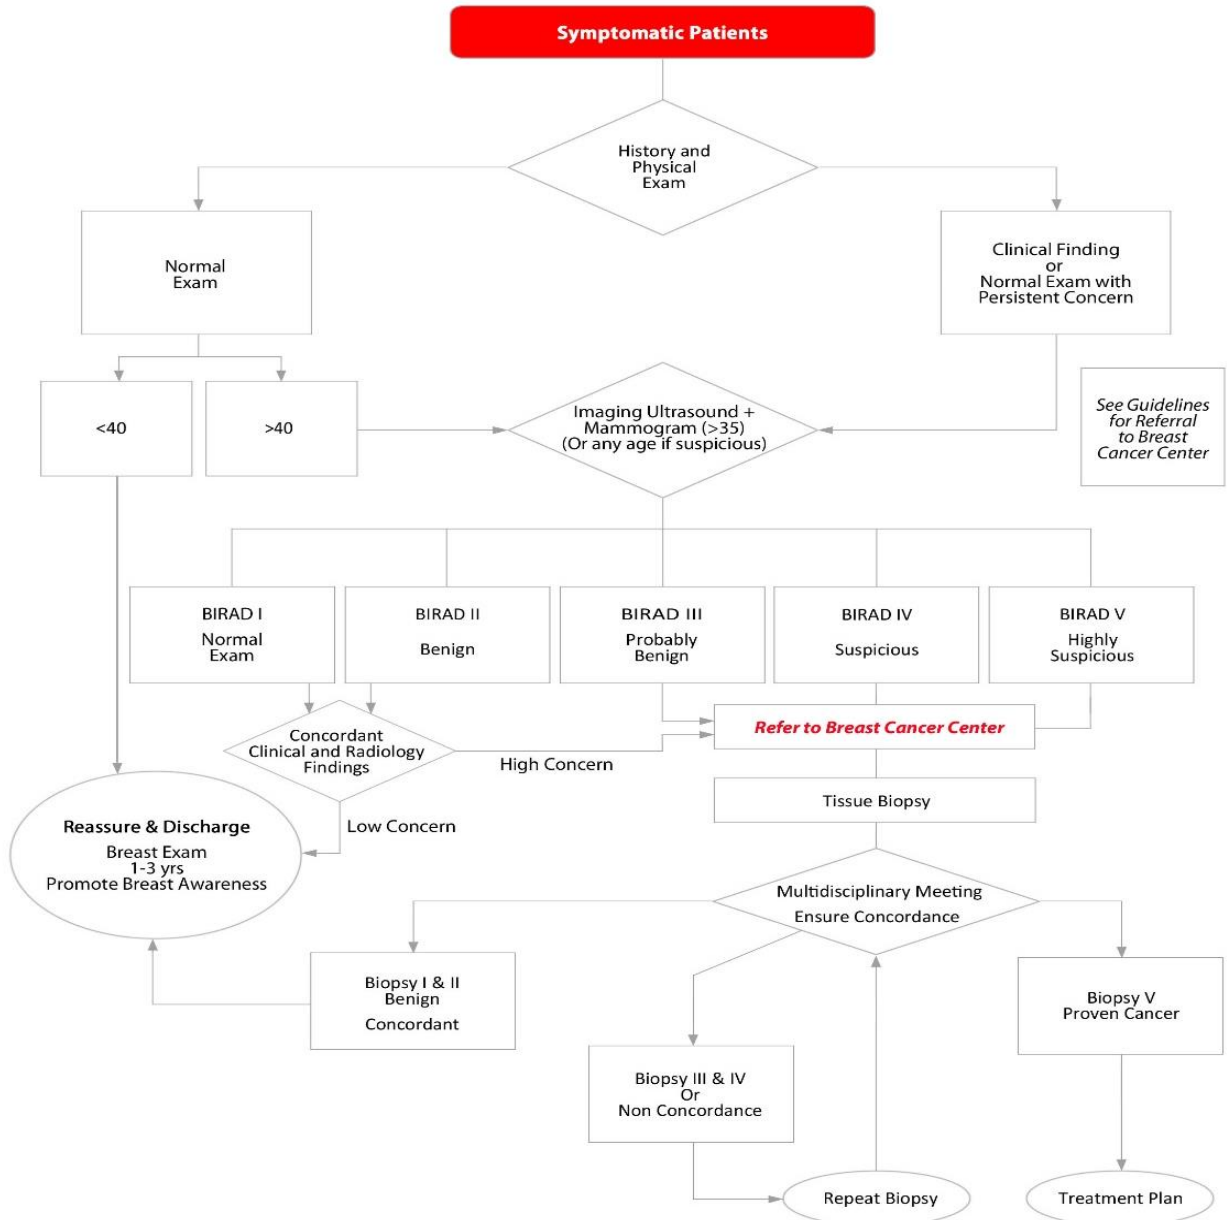 Symptomatic Patients
History and
Physical
Exam
Normal
Exam
Clinical Finding
or
Normal Exam with
Persistent Concern
<40
>40
Imaging Ultrasound +
Mammogram (>35)
(Or any age if suspicious)
See Guidelines
for Referral
to Breast
Cancer Center
BIRAD I
Normal
Exam
BIRAD II
Benign
BIRAD III
Probably
Benign
BIRAD IV
Suspicious
BIRAD V
Highly
Suspicious
Concordant
Clinical and Radiology
Findings
High Concern
Refer to Breast Cancer Center
Low Concern
Tissue Biopsy
Reassure & Discharge
Breast Exam
1-3 yrs
Promote Breast Awareness
Multidisciplinary Meeting
Ensure Concordance
Biopsy I & II
Benign
Concordant
Biopsy III & IV
Or
Non Concordance
Biopsy V
Proven Cancer
Repeat Biopsy
Treatment Plan